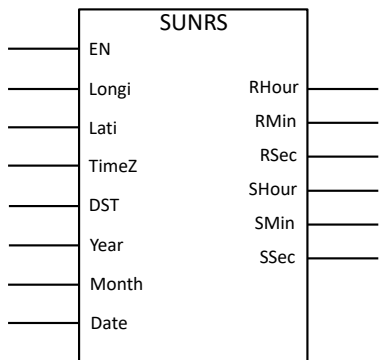 SUNRS
EN
Longi
Lati
TimeZ
DST
Year
Month
Date
RHour
RMin
RSec
SHour
SMin
SSec